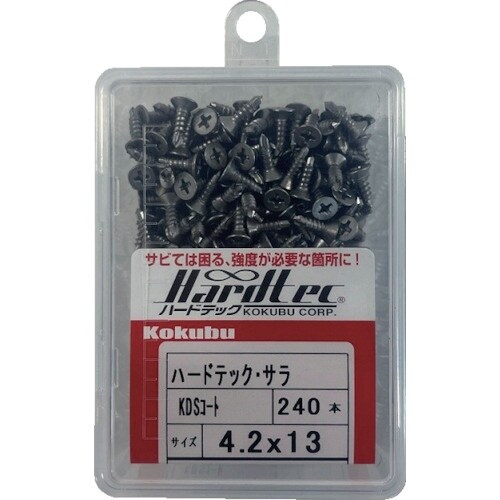 サビては困る、強度が必要な箇所に!
Hardtec®
ハードテック KOKUBU CORP.
Kokubu
ハードテック・サラ
KDSコート 240 本
サイズ 4.2x13